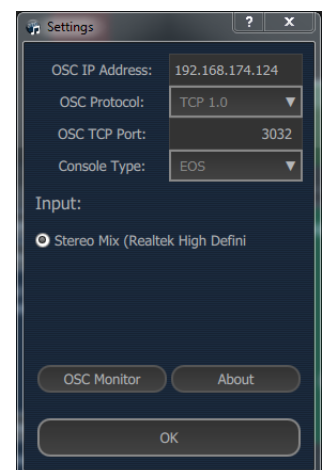 Settings
? X
OSC IP Address: 192.168.174.124
OSC Protocol: TCP 1.0
OSC TCP Port: 3032
Console Type: EOS
Input:
Stereo Mix (Realtek High Defini
OSC Monitor About
OK